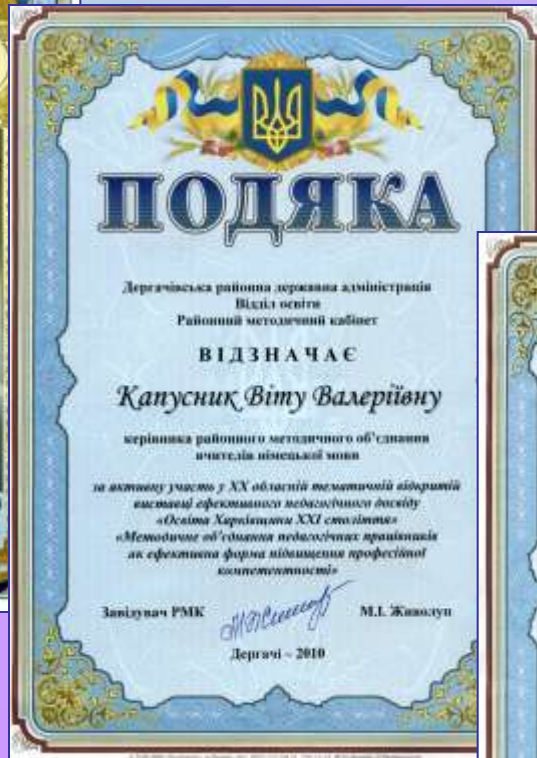 ПОДЯКА
Дергачівська районна державна адміністрація
Відділ освіти
Районний методичний кабінет
ВІДЗНАЧАЄ
Капусник Віту Валеріївну
керівника районного методичного об'єднання
вчителів німецької мови
за активну участь у ХХ обласній тематичній відкритій
виставці ефективного педагогічного досвіду
«Освіта Харківщини ХХІ століття»
«Методичне об'єднання педагогічних працівників
як ефективна форма підвищення професійної
компетентності»
Завідувач РМК М.І. Живолуп
Дергачі – 2010